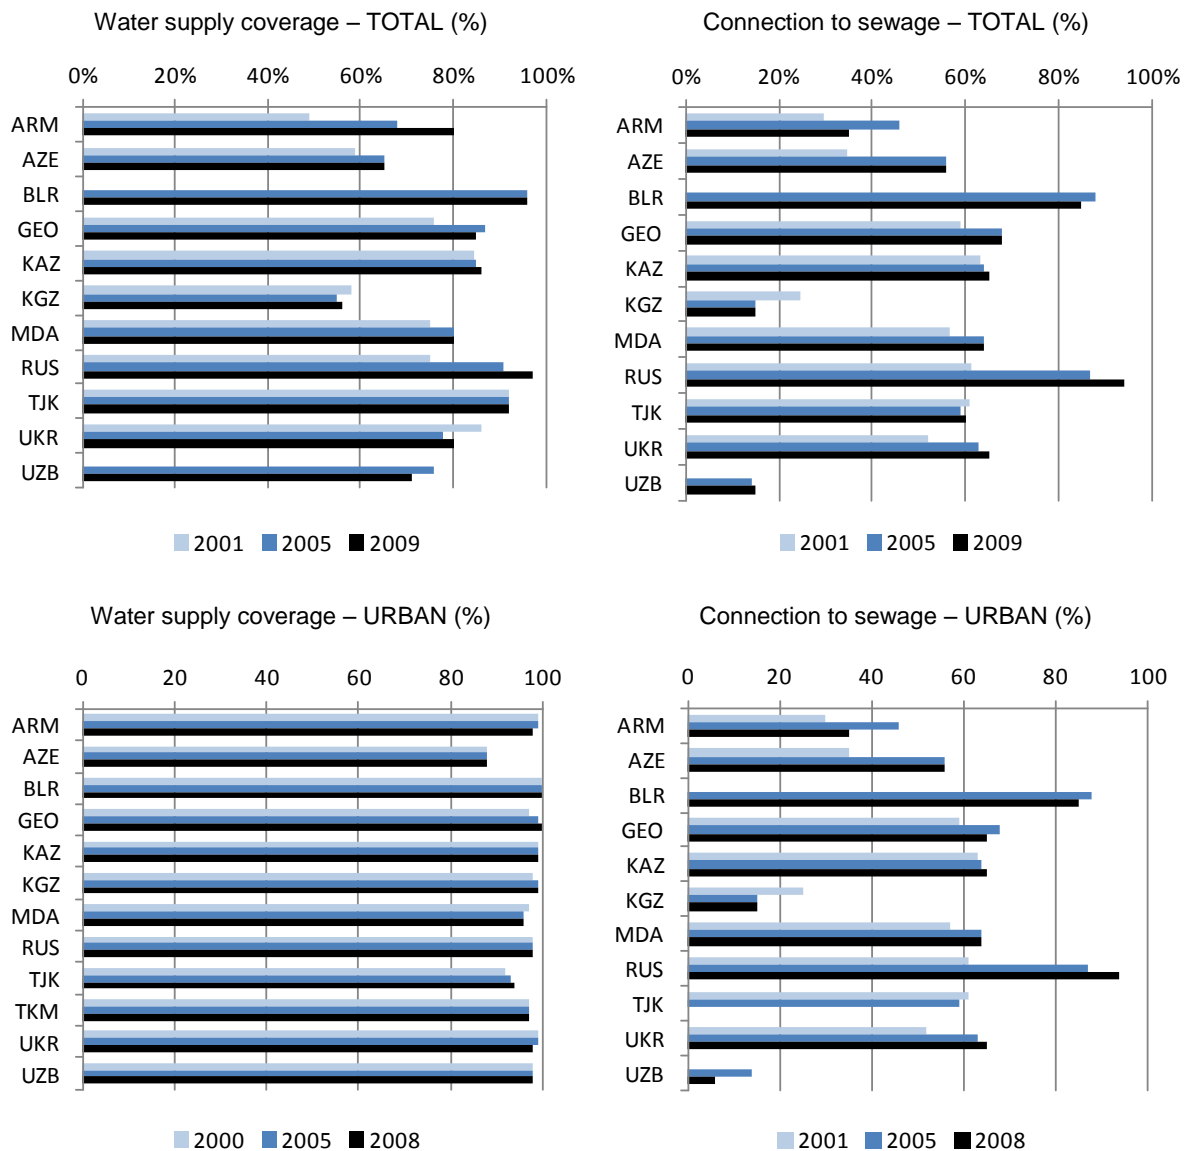 Water supply coverage – TOTAL (%)
0% 20% 40% 60% 80% 100%
ARM
AZE
BLR
GEO
KAZ
KGZ
MDA
RUS
TJK
UKR
UZB
2001 2005 2009
Connection to sewage – TOTAL (%)
0% 20% 40% 60% 80% 100%
ARM
AZE
BLR
GEO
KAZ
KGZ
MDA
RUS
TJK
UKR
UZB
2001 2005 2009
Water supply coverage – URBAN (%)
0 20 40 60 80 100
ARM
AZE
BLR
GEO
KAZ
KGZ
MDA
RUS
TJK
TKM
UKR
UZB
2000 2005 2008
Connection to sewage – URBAN (%)
0 20 40 60 80 100
ARM
AZE
BLR
GEO
KAZ
KGZ
MDA
RUS
TJK
UKR
UZB
2001 2005 2008